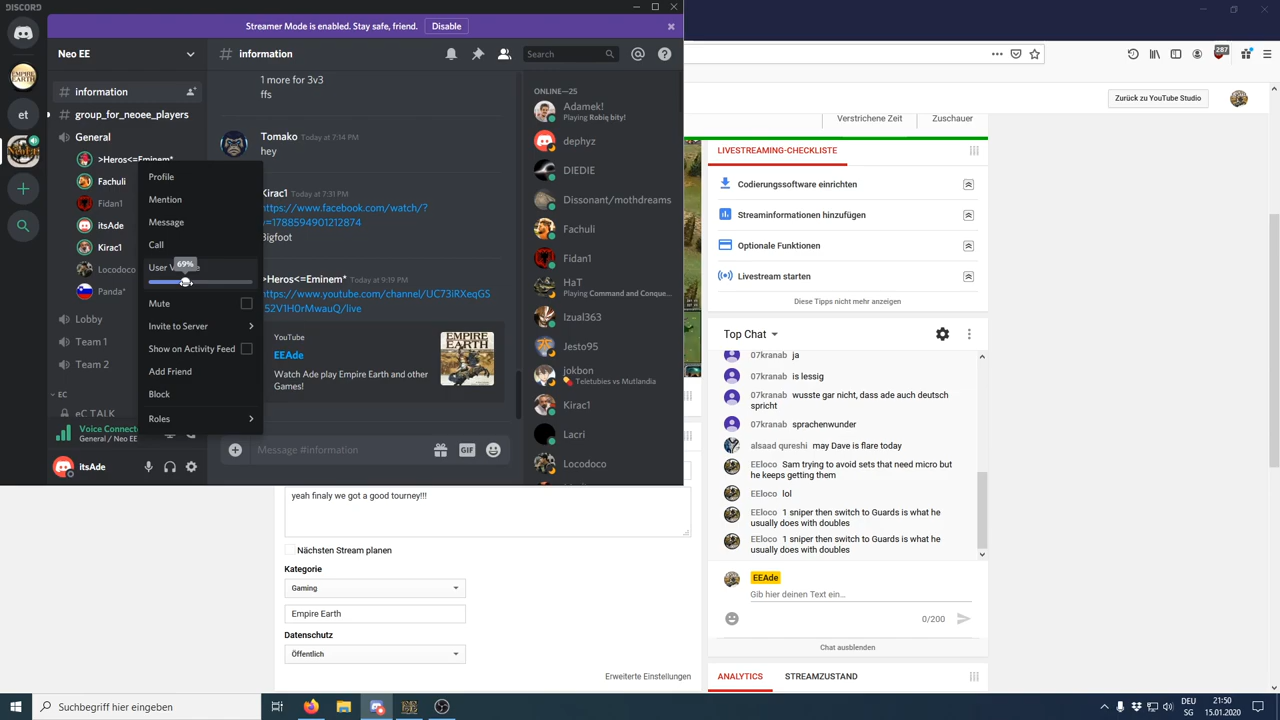 DISCORD
Streamer Mode is enabled. Stay safe, friend.
Disable
Neo EE
# information
Search
# information
# group_for_neoee_players
General
>Heros<=Eminem*
Fachuli
Fidan1
itsAde
Kirac1
Locodoco
Panda*
Lobby
Team 1
Team 2
EC
eC TALK
Voice Connect
General / Neo EE
itsAde
Profile
Mention
Message
Call
User V
69%
Mute
Invite to Server
Show on Activity Feed
Add Friend
Block
Roles
1 more for 3v3
ffs
Tomako Today at 7:14 PM
hey
Kirac1 Today at 7:31 PM
https://www.facebook.com/watch/?
v=1788594901212874
Bigfoot
>Heros<=Eminem* Today at 9:19 PM
https://www.youtube.com/channel/UC73iRXeqGS
52V1H0rMwauQ/live
YouTube
EEAde
Watch Ade play Empire Earth and other
Games!
EMPIRE
EARTH
Message #information
GIF
ONLINE—25
Adamek!
Playing Robię bity!
dephyz
DIEDIE
Dissonant/mothdreams
Fachuli
Fidan1
HaT
Playing Command and Conque...
Izual363
Jesto95
jokbon
Teletubies vs Mutlandia
Kirac1
Lacri
Locodoco
287
Zurück zu YouTube Studio
Verstrichene Zeit
Zuschauer
LIVESTREAMING-CHECKLISTE
Codierungssoftware einrichten
Streaminformationen hinzufügen
Optionale Funktionen
Livestream starten
Diese Tipps nicht mehr anzeigen
Top Chat
07kranab ja
07kranab is lessig
07kranab wusste gar nicht, dass ade auch deutsch
spricht
07kranab sprachenwunder
alsaad qureshi may Dave is flare today
EEloco Sam trying to avoid sets that need micro but
he keeps getting them
EEloco lol
EEloco 1 sniper then switch to Guards is what he
usually does with doubles
EEloco 1 sniper then switch to Guards is what he
usually does with doubles
EEAde
Gib hier deinen Text ein...
0/200
Chat ausblenden
ANALYTICS
STREAMZUSTAND
yeah finaly we got a good tourney!!!
Nächsten Stream planen
Kategorie
Gaming
Empire Earth
Datenschutz
Öffentlich
Erweiterte Einstellungen
Suchbegriff hier eingeben
DEU
SG
21:50
15.01.2020